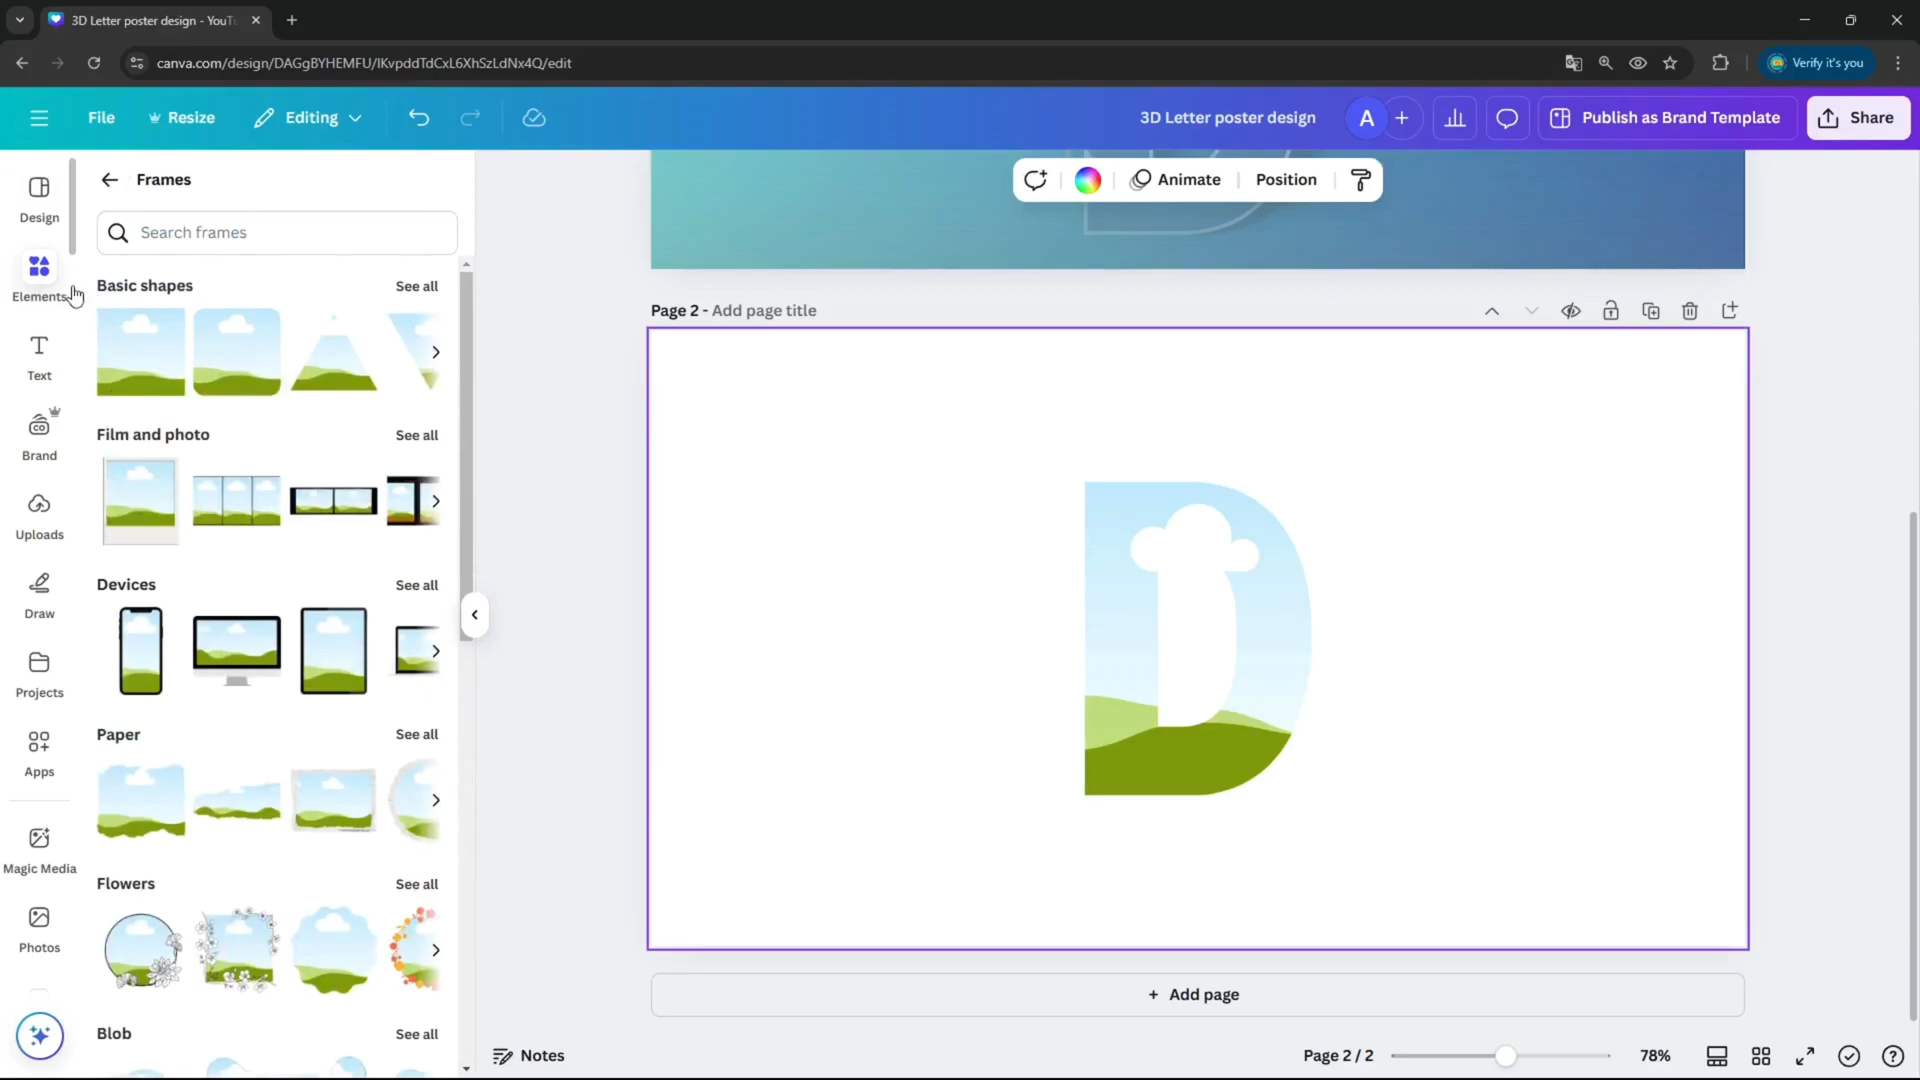 3D Letter poster design - YouTu
canva.com/design/DAGgBYHEMFU/IKvpddTdCxL6XhSzLdNx4Q/edit
Verify it's you
File
Resize
Editing
3D Letter poster design
A
Publish as Brand Template
Share
Design
Elements
Text
Brand
Uploads
Draw
Projects
Apps
Magic Media
Photos
Frames
Search frames
Basic shapes
See all
Film and photo
See all
Devices
See all
Paper
See all
Flowers
See all
Blob
See all
Animate
Position
Page 2 - Add page title
D
+ Add page
Notes
Page 2 / 2
78%